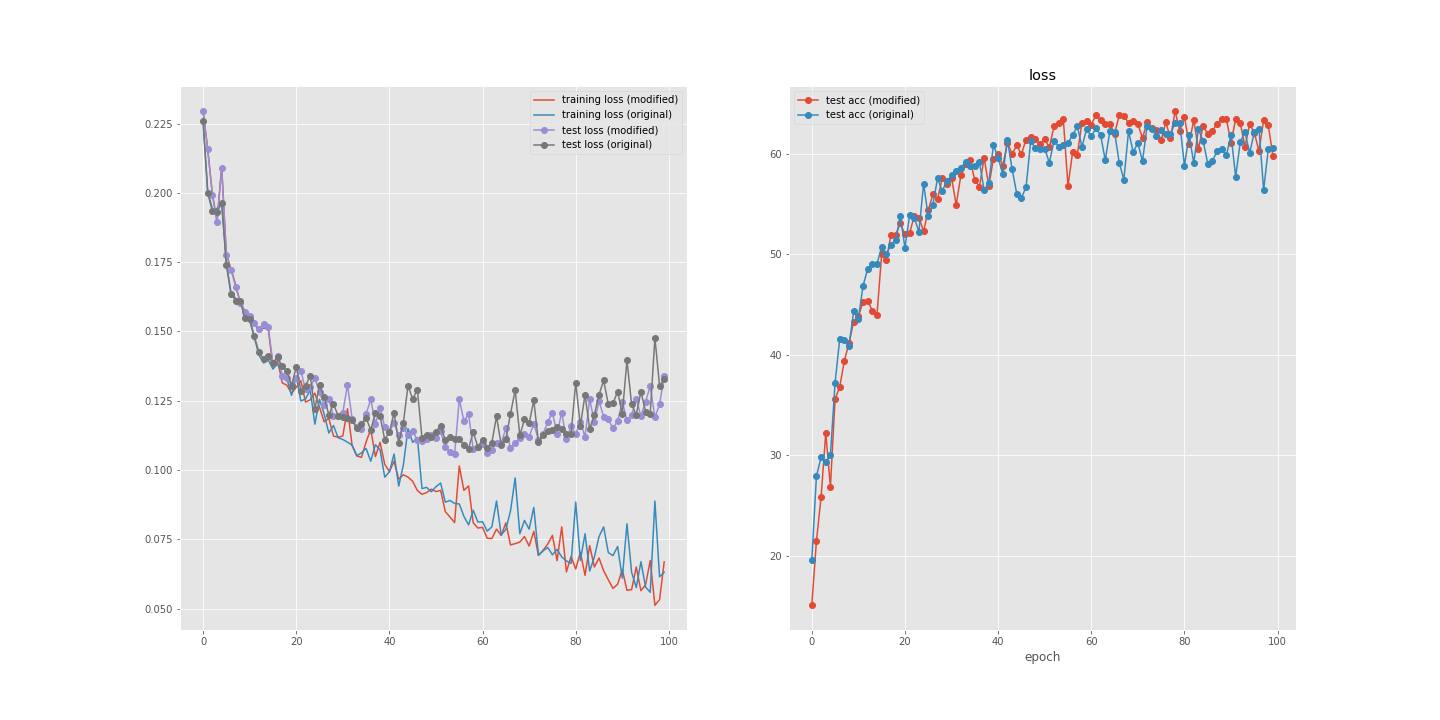 training loss (modified)
training loss (original)
test loss (modified)
test loss (original)
0.225
0.200
0.175
0.150
0.125
0.100
0.075
0.050
0 20 40 60 80 100
loss
test acc (modified)
test acc (original)
60
50
40
30
20
0 20 40 60 80 100
epoch